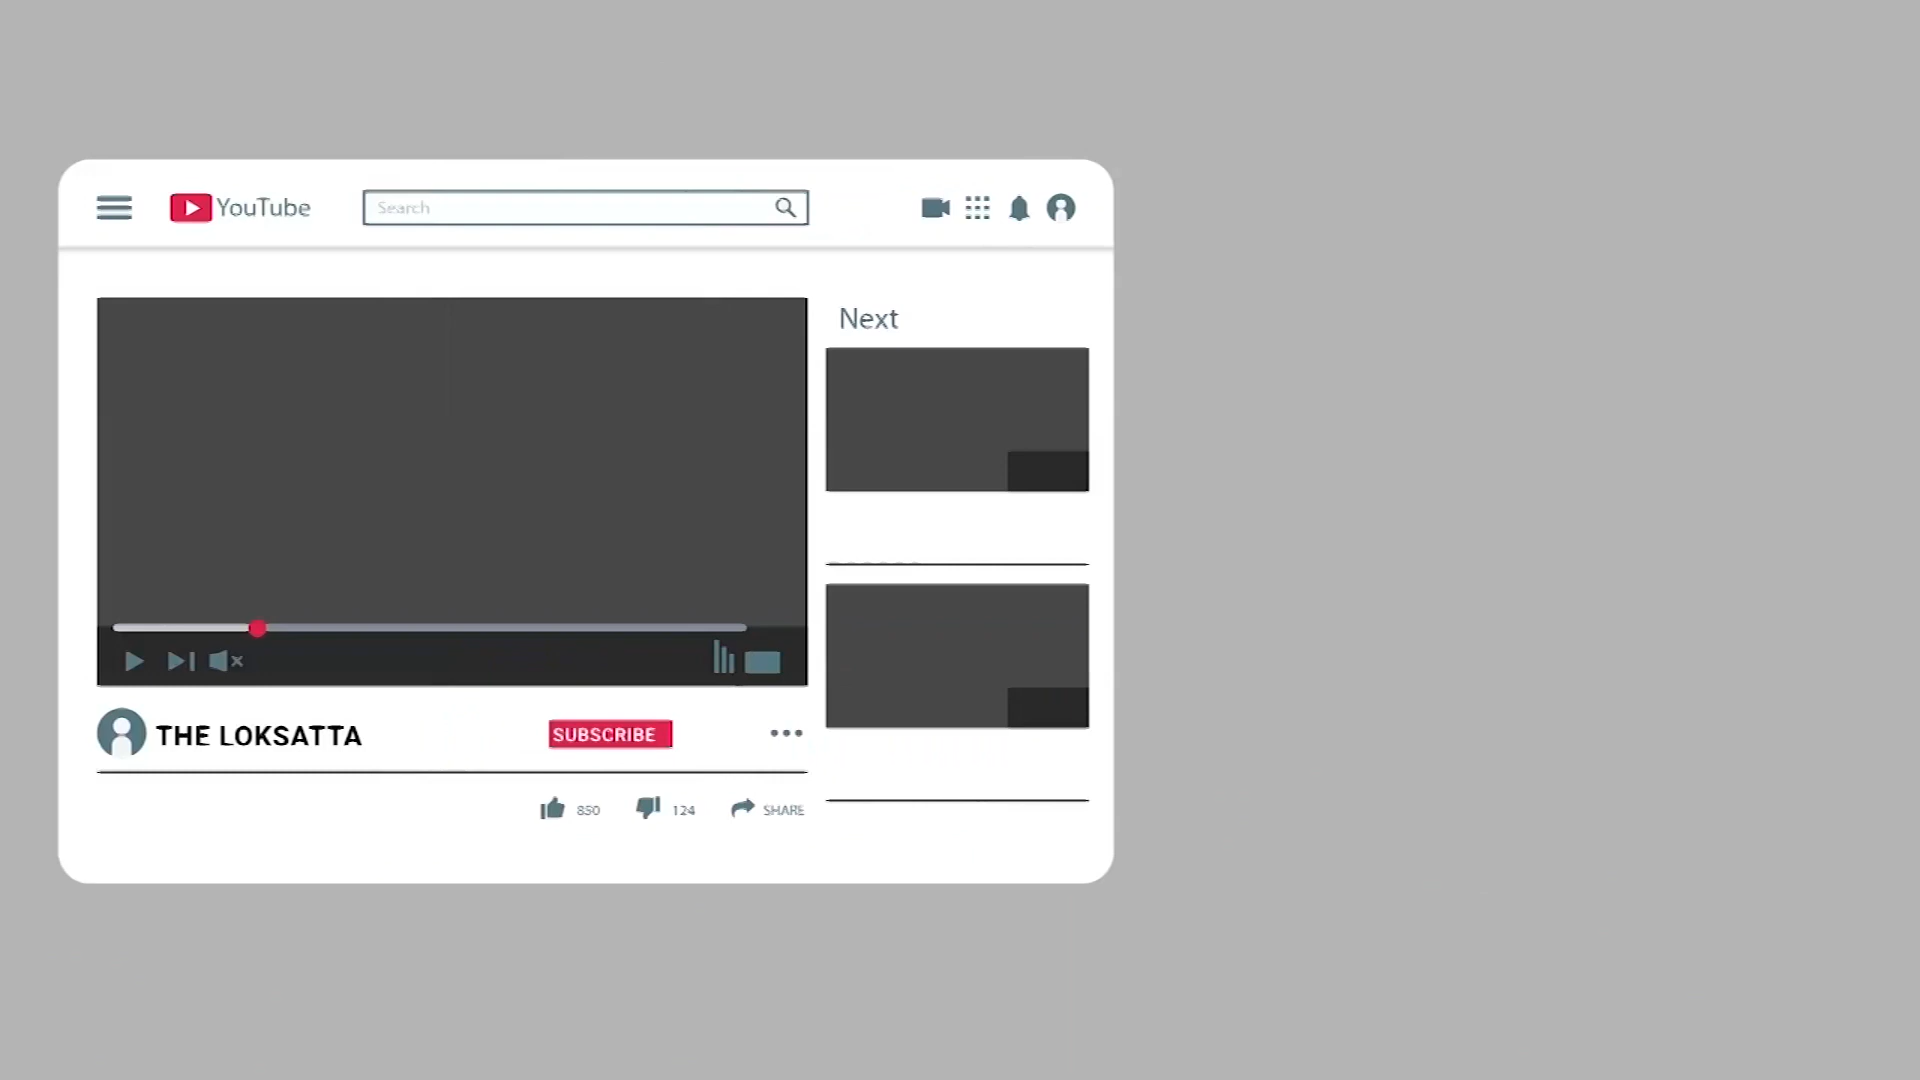 YouTube
Search
Next
THE LOKSATTA
SUBSCRIBE
850
124
SHARE